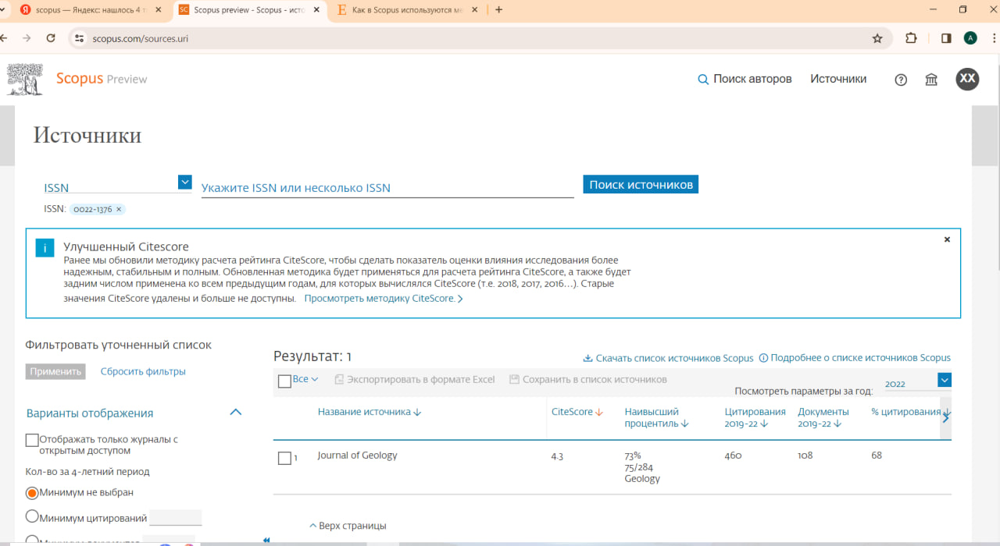 scopus — Яндекс: нашлось 4
Scopus preview - Scopus - исто
Как в Scopus используются ме
scopus.com/sources.uri
A
Scopus Preview
Поиск авторов
Источники
XX
Источники
ISSN
Укажите ISSN или несколько ISSN
Поиск источников
ISSN: 0022-1376 ×
i
Улучшенный Citescore
Ранее мы обновили методику расчета рейтинга CiteScore, чтобы сделать показатель оценки влияния исследования более
надежным, стабильным и полным. Обновленная методика будет применяться для расчета рейтинга CiteScore, а также будет
задним числом применена ко всем предыдущим годам, для которых вычислялся CiteScore (т.е. 2018, 2017, 2016...). Старые
значения CiteScore удалены и больше не доступны. Просмотреть методику CiteScore.
Фильтровать уточненный список
Применить
Сбросить фильтры
Варианты отображения
Отображать только журналы с
открытым доступом
Кол-во за 4-летний период
Минимум не выбран
Минимум цитирований
Результат: 1
Скачать список источников Scopus
Подробнее о списке источников Scopus
Все
Экспортировать в формате Excel
Сохранить в список источников
Посмотреть параметры за год:
2022
Название источника
CiteScore
Наивысший
процентиль
Цитирования
2019-22
Документы
2019-22
% цитирования
1
Journal of Geology
4.3
73%
75/284
Geology
460
108
68
Верх страницы